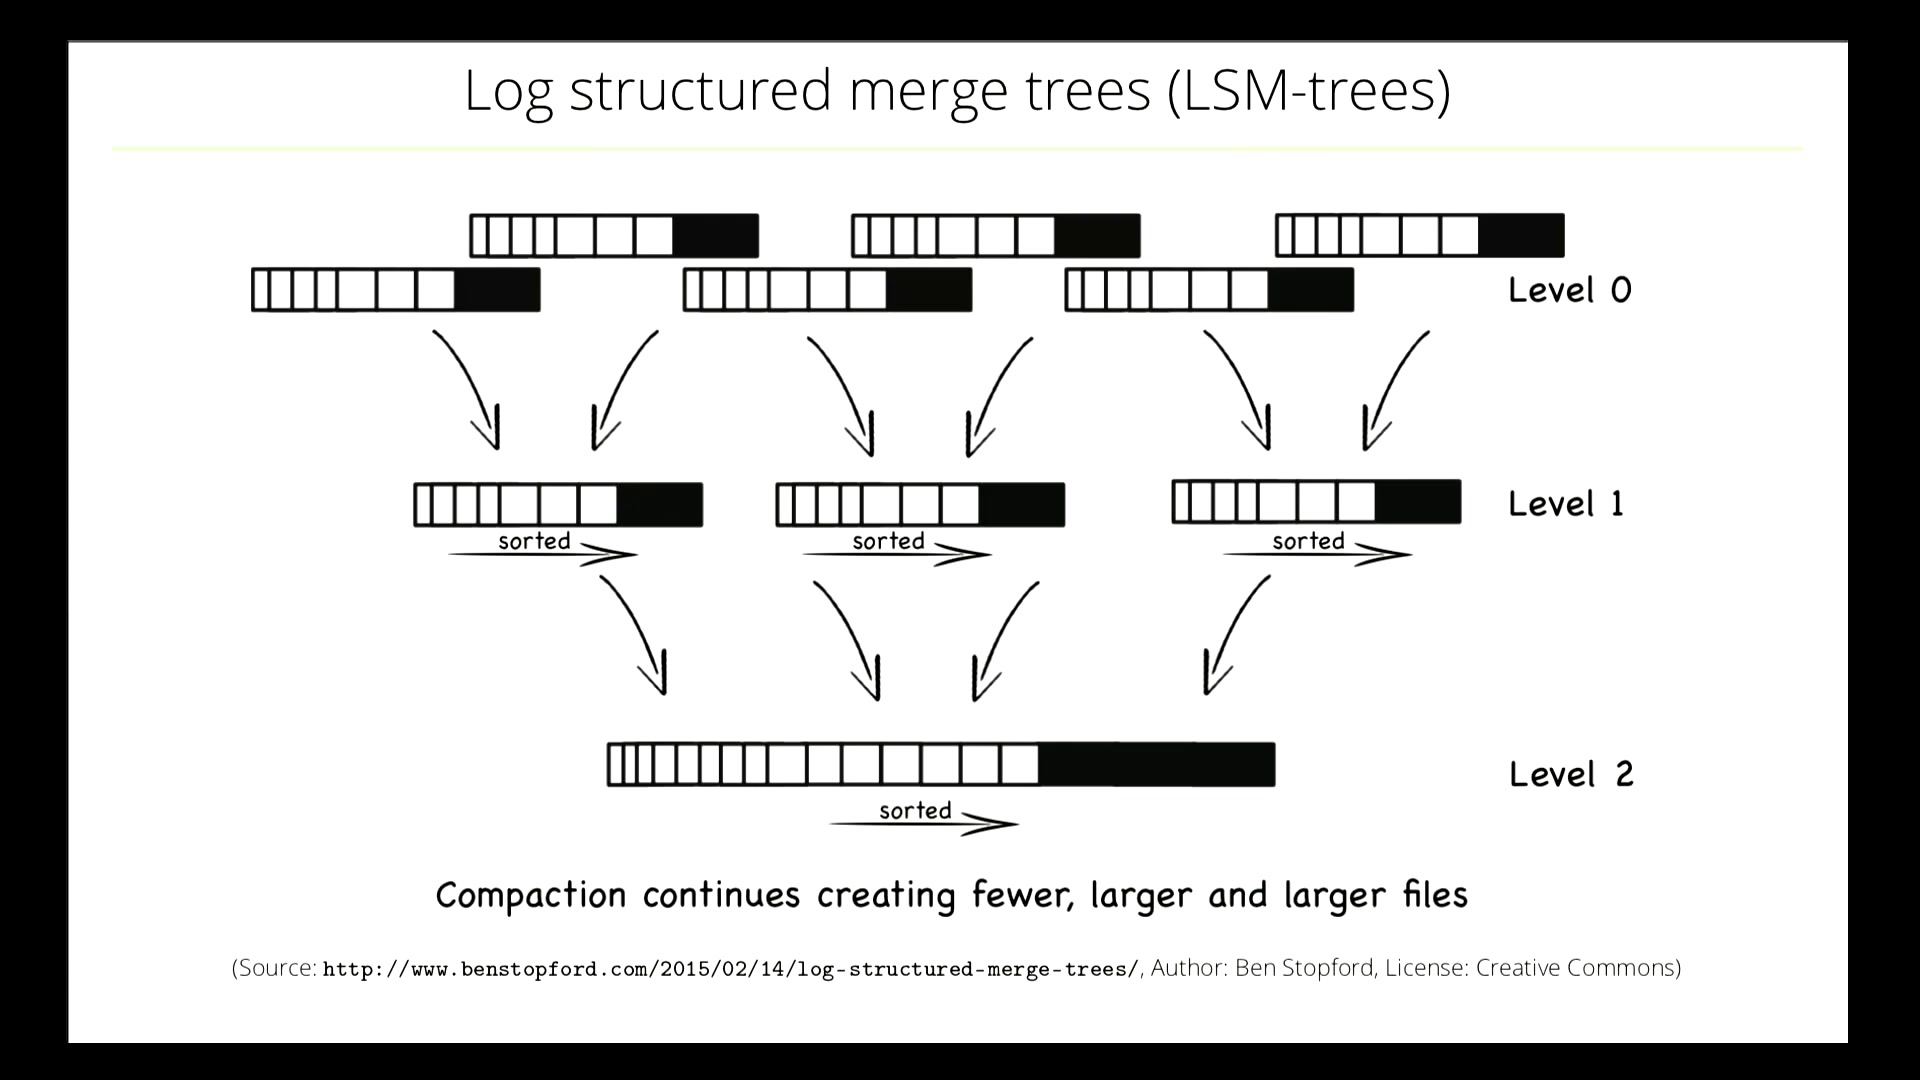 Log structured merge trees (LSM-trees)
Level 0
Level 1
sorted
sorted
sorted
Level 2
sorted
Compaction continues creating fewer, larger and larger files
(Source: http://www.benstopford.com/2015/02/14/log-structured-merge-trees/, Author: Ben Stopford, License: Creative Commons)